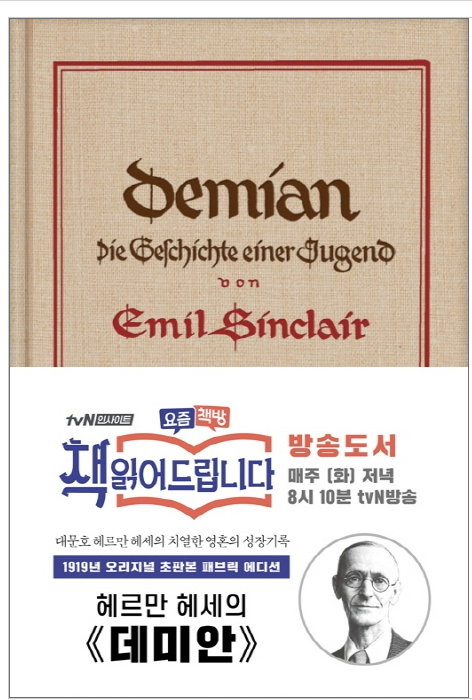 Demian
Die Geschichte einer Jugend
von
Emil Sinclair
tvN 인사이트
요즘책방
책 읽어드립니다
방송도서
매주 (화) 저녁
8시 10분 tvN방송
대문호 헤르만 헤세의 치열한 영혼의 성장기록
1919년 오리지널 초판본 패브릭 에디션
헤르만 헤세의
《데미안》